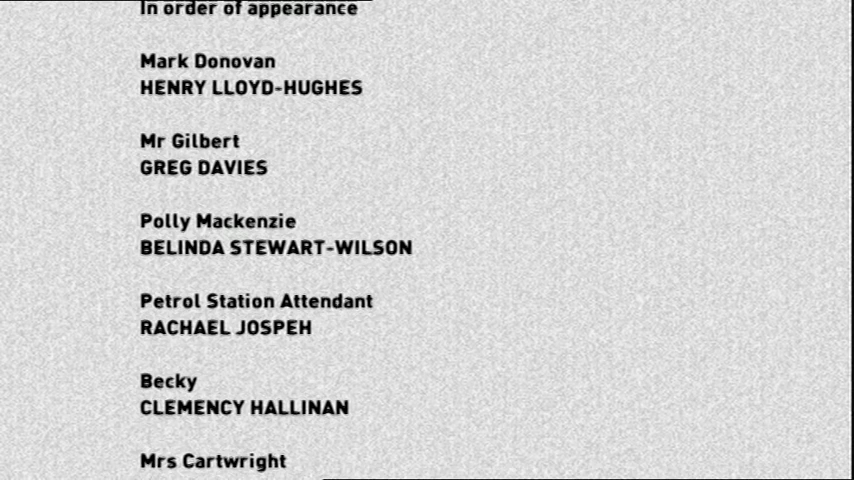 In order of appearance
Mark Donovan
HENRY LLOYD-HUGHES
Mr Gilbert
GREG DAVIES
Polly Mackenzie
BELINDA STEWART-WILSON
Petrol Station Attendant
RACHAEL JOSPEH
Becky
CLEMENCY HALLINAN
Mrs Cartwright